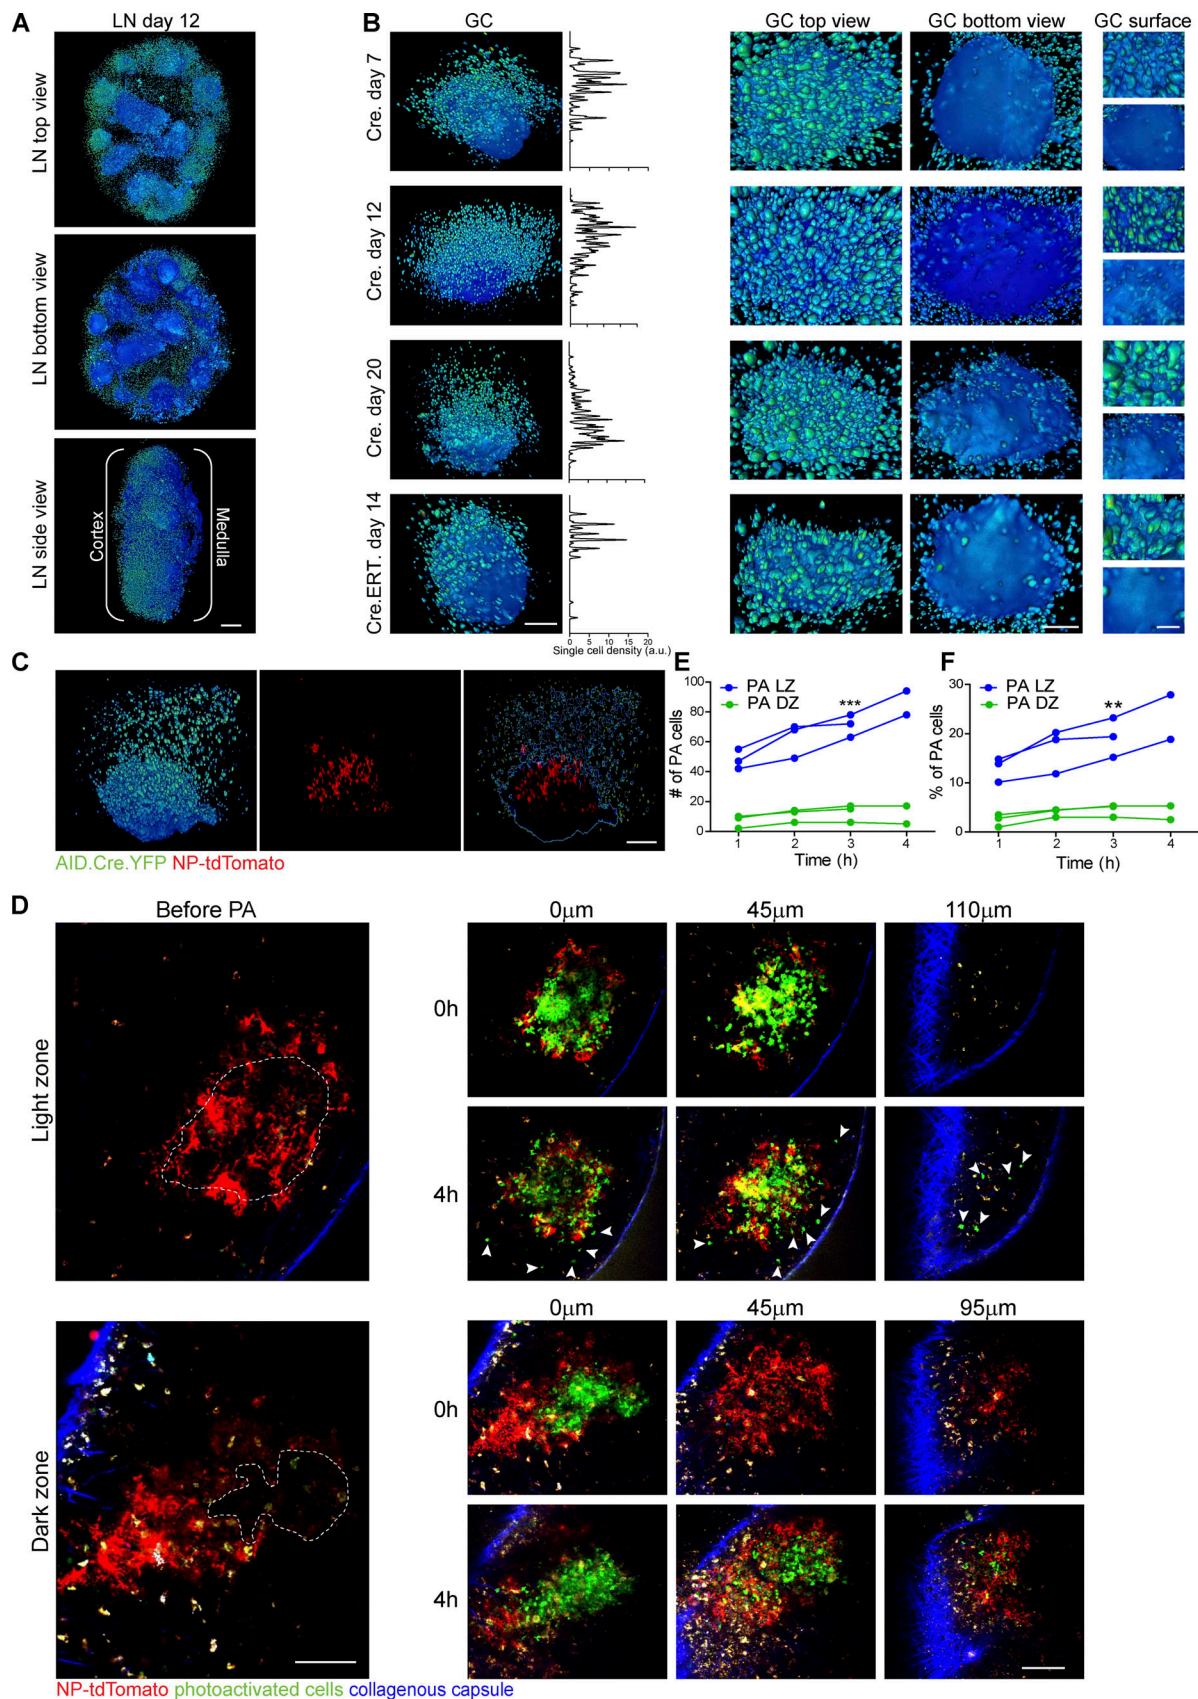 A
LN day 12
LN top view
LN bottom view
LN side view
Cortex
Medulla
B
GC
GC top view
GC bottom view
GC surface
Cre. day 7
Cre. day 12
Cre. day 20
Cre.ERT. day 14
0 5 10 15 20
Single cell density (a.u.)
C
AID.Cre.YFP NP-tdTomato
E
PA LZ
PA DZ
***
# of PA cells
100
80
60
40
20
0
1 2 3 4
Time (h)
F
PA LZ
PA DZ
**
% of PA cells
30
20
10
0
1 2 3 4
Time (h)
D
Before PA
0µm
45µm
110µm
Light zone
0h
4h
0µm
45µm
95µm
Dark zone
0h
4h
NP-tdTomato photoactivated cells collagenous capsule